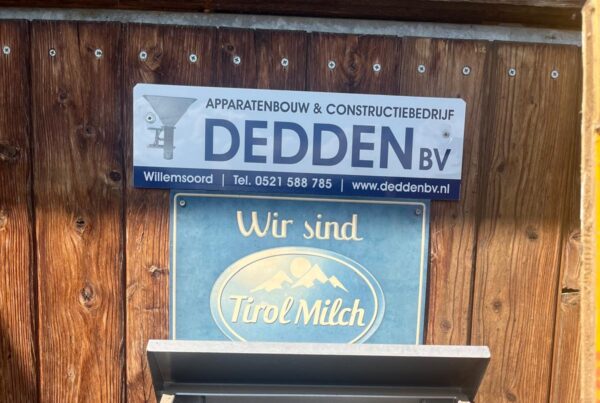 APPARATENBOUW & CONSTRUCTIEBEDRIJF
DEDDEN BV
Willemsoord | Tel. 0521 588 785 | www.deddenbv.nl
Wir sind
Tirol Milch